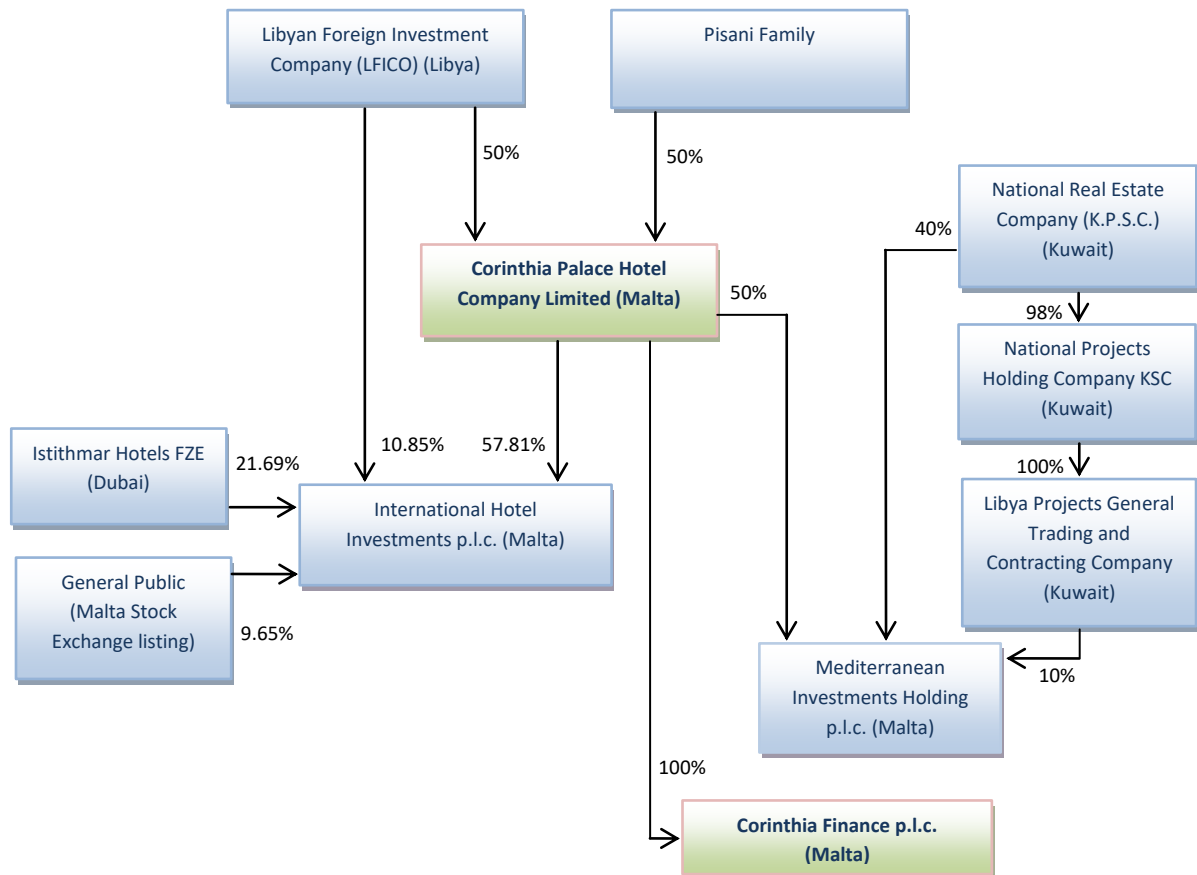 Libyan Foreign Investment
Company (LFICO) (Libya)
Pisani Family
50%
50%
National Real Estate
Company (K.P.S.C.)
(Kuwait)
40%
Corinthia Palace Hotel
Company Limited (Malta)
50%
98%
National Projects
Holding Company KSC
(Kuwait)
Istithmar Hotels FZE
(Dubai)
21.69%
10.85%
57.81%
100%
International Hotel
Investments p.l.c. (Malta)
Libya Projects General
Trading and
Contracting Company
(Kuwait)
General Public
(Malta Stock
Exchange listing)
9.65%
Mediterranean
Investments Holding
p.l.c. (Malta)
10%
100%
Corinthia Finance p.l.c.
(Malta)